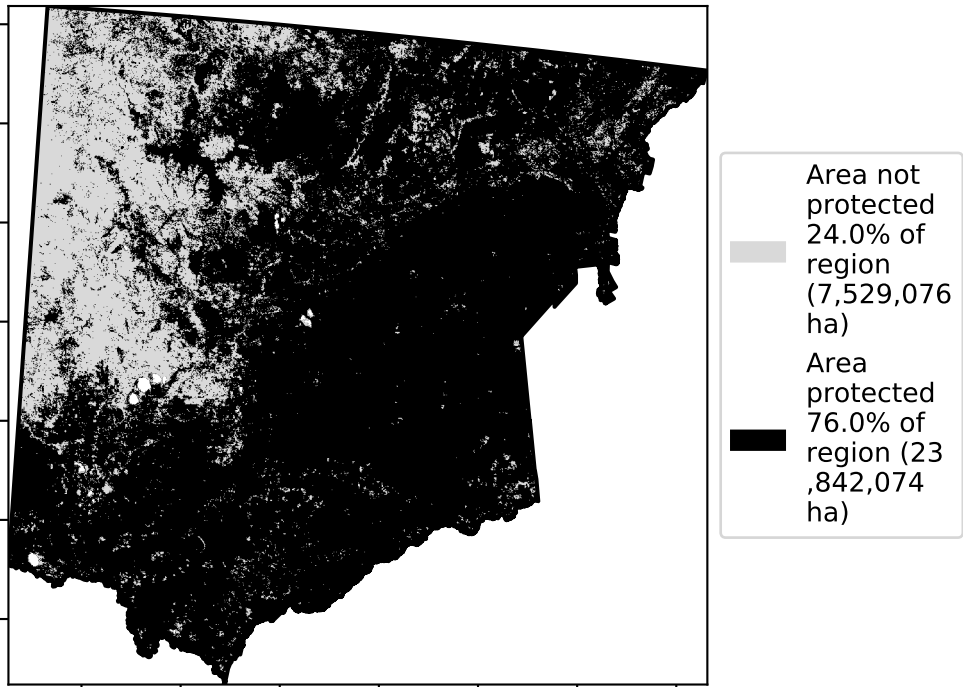 Area not
protected
24.0% of
region
(7,529,076
ha)
Area
protected
76.0% of
region (23
,842,074
ha)